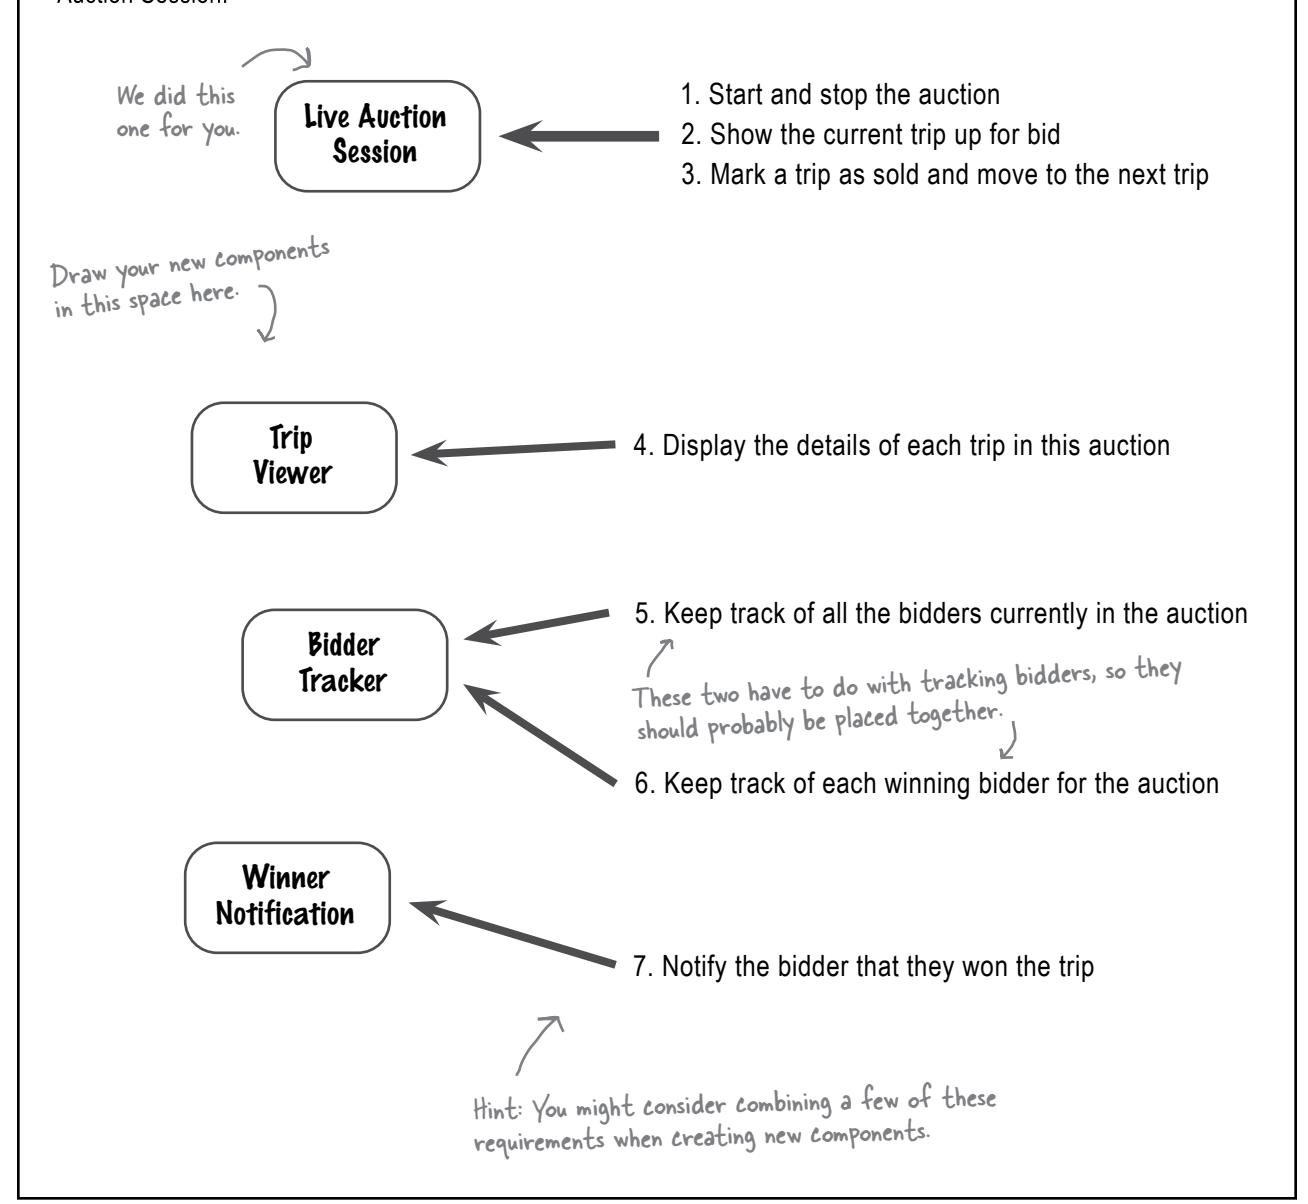 Auction Session.
We did this
one for you.
Live Auction
Session
1. Start and stop the auction
2. Show the current trip up for bid
3. Mark a trip as sold and move to the next trip
Draw your new components
in this space here.
Trip
Viewer
4. Display the details of each trip in this auction
Bidder
Tracker
5. Keep track of all the bidders currently in the auction
These two have to do with tracking bidders, so they
should probably be placed together.
6. Keep track of each winning bidder for the auction
Winner
Notification
7. Notify the bidder that they won the trip
Hint: You might consider combining a few of these
requirements when creating new components.